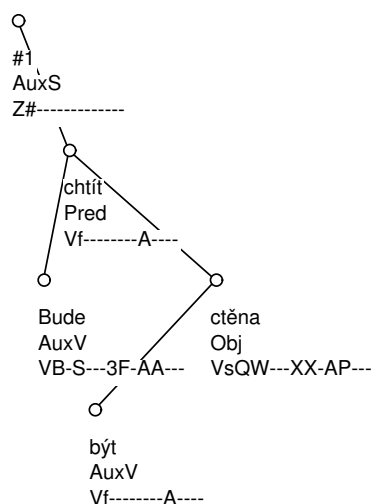 #1
AuxS
Z#-------------
chtít
Pred
Vf--------A----
Bude
AuxV
VB-S---3F-AA---
ctěna
Obj
VsQW---XX-AP---
být
AuxV
Vf--------A----